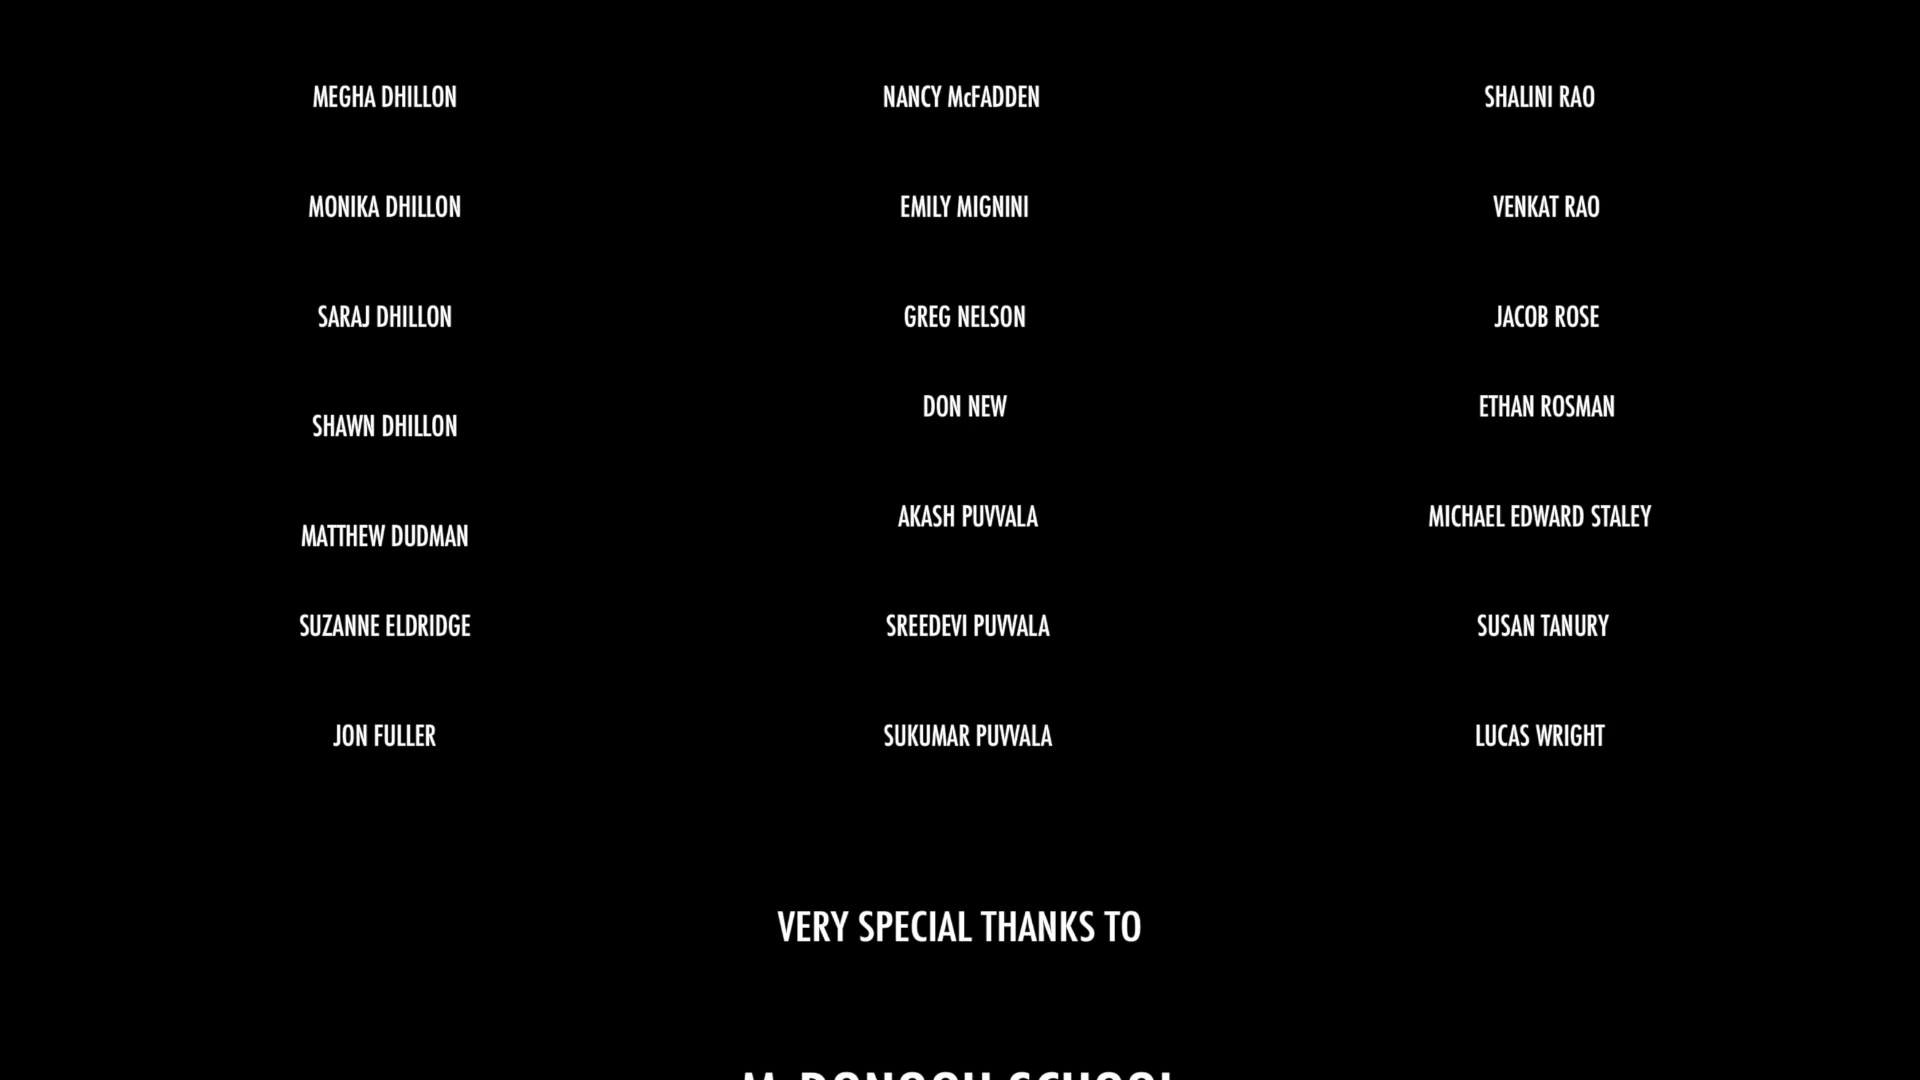 MEGHA DHILLON NANCY McFADDEN SHALINI RAO
MONIKA DHILLON EMILY MIGNINI VENKAT RAO
SARAJ DHILLON GREG NELSON JACOB ROSE
SHAWN DHILLON DON NEW ETHAN ROSMAN
MATTHEW DUDMAN AKASH PUVVALA MICHAEL EDWARD STALEY
SUZANNE ELDRIDGE SREEDEVI PUVVALA SUSAN TANURY
JON FULLER SUKUMAR PUVVALA LUCAS WRIGHT
VERY SPECIAL THANKS TO
McDONOGH SCHOOL